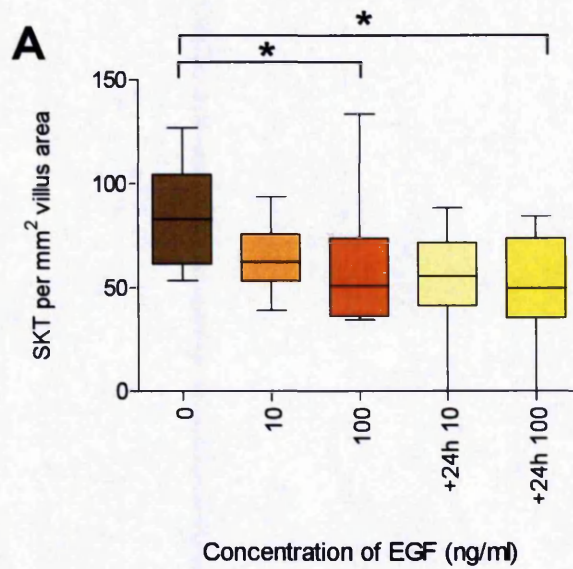 A
*
*
SKT per mm² villus area
150
100
50
0
0
10
100
+24h 10
+24h 100
Concentration of EGF (ng/ml)